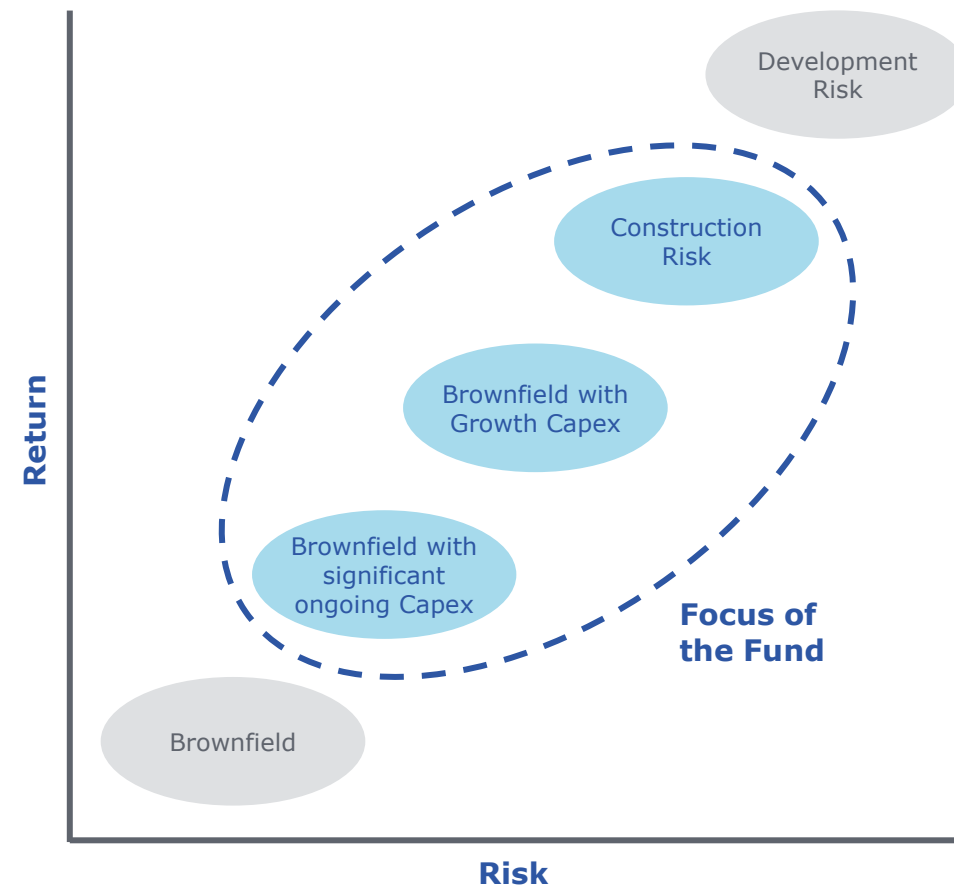 Development
Risk
Construction
Risk
Return
Brownfield with
Growth Capex
Brownfield with
significant
ongoing Capex
Focus of
the Fund
Brownfield
Risk